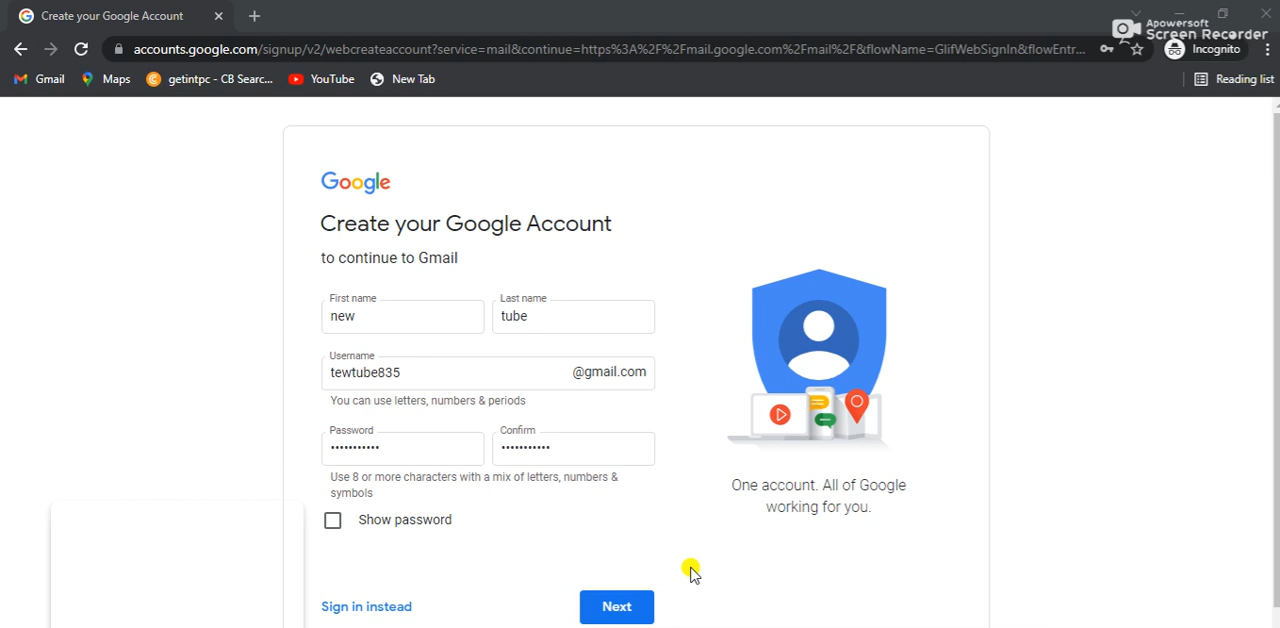 Create your Google Account
Apowersoft
Screen Recorder
accounts.google.com/signup/v2/webcreateaccount?service=mail&continue=https%3A%2F%2Fmail.google.com%2Fmail%2F&flowName=GlifWebSignIn&flowEntr...
Incognito
Gmail
Maps
getintpc - CB Searc...
YouTube
New Tab
Reading list
Google
Create your Google Account
to continue to Gmail
First name
Last name
new
tube
Username
tewtube835
@gmail.com
You can use letters, numbers & periods
Password
Confirm
•••••••••••
•••••••••••
Use 8 or more characters with a mix of letters, numbers &
symbols
Show password
One account. All of Google
working for you.
Sign in instead
Next